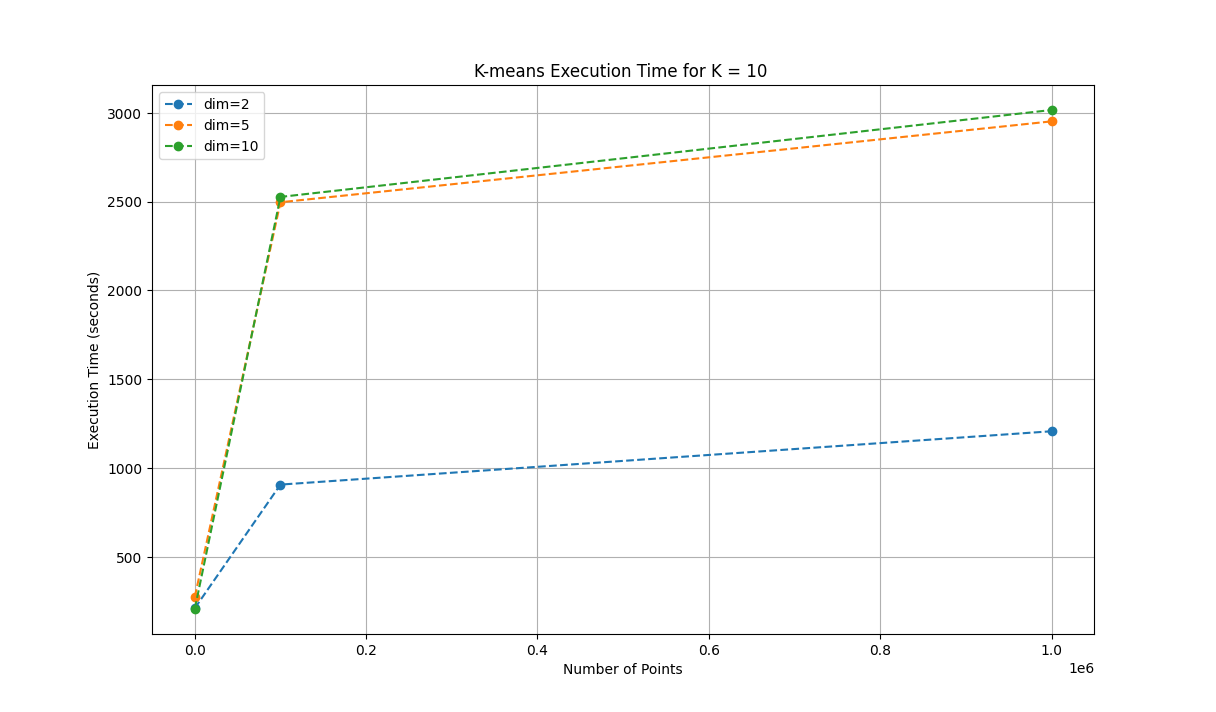 K-means Execution Time for K = 10
dim=2
dim=5
dim=10
3000
2500
2000
1500
1000
500
Execution Time (seconds)
0.0 0.2 0.4 0.6 0.8 1.0
1e6
Number of Points